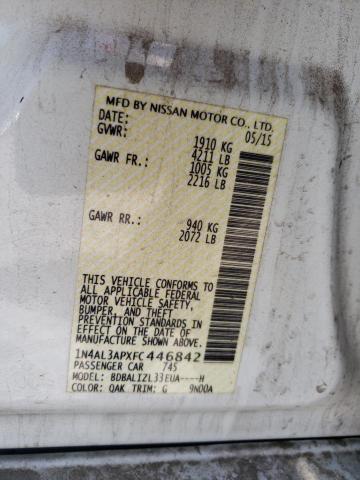 MFD BY NISSAN MOTOR CO., LTD.
DATE: 05/15
GVWR: 1910 KG
4211 LB
GAWR FR: 1005 KG
2216 LB
GAWR RR: 940 KG
2072 LB
THIS VEHICLE CONFORMS TO
ALL APPLICABLE FEDERAL
MOTOR VEHICLE SAFETY,
BUMPER, AND THEFT
PREVENTION STANDARDS IN
EFFECT ON THE DATE OF
MANUFACTURE SHOWN ABOVE.
1N4AL3APXFC446842
PASSENGER CAR 745
MODEL: BDBALIZL33EUA----H
COLOR: QAK TRIM: G 9N00A